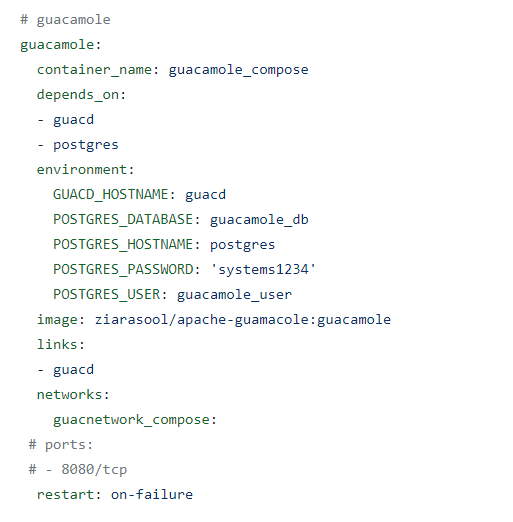 # guacamole
guacamole:
  container_name: guacamole_compose
  depends_on:
  - guacd
  - postgres
  environment:
    GUACD_HOSTNAME: guacd
    POSTGRES_DATABASE: guacamole_db
    POSTGRES_HOSTNAME: postgres
    POSTGRES_PASSWORD: 'systems1234'
    POSTGRES_USER: guacamole_user
  image: ziarasool/apache-guamacole:guacamole
  links:
  - guacd
  networks:
    guacnetwork_compose:
 # ports:
 # - 8080/tcp
  restart: on-failure